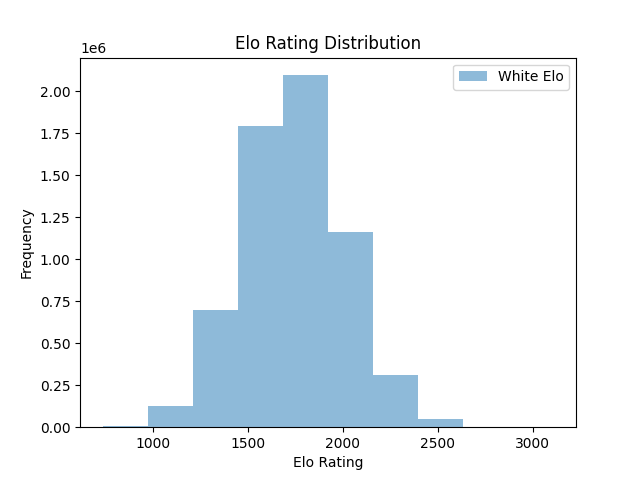 Elo Rating Distribution
1e6
White Elo
2.00
1.75
1.50
1.25
1.00
0.75
0.50
0.25
0.00
Frequency
1000 1500 2000 2500 3000
Elo Rating